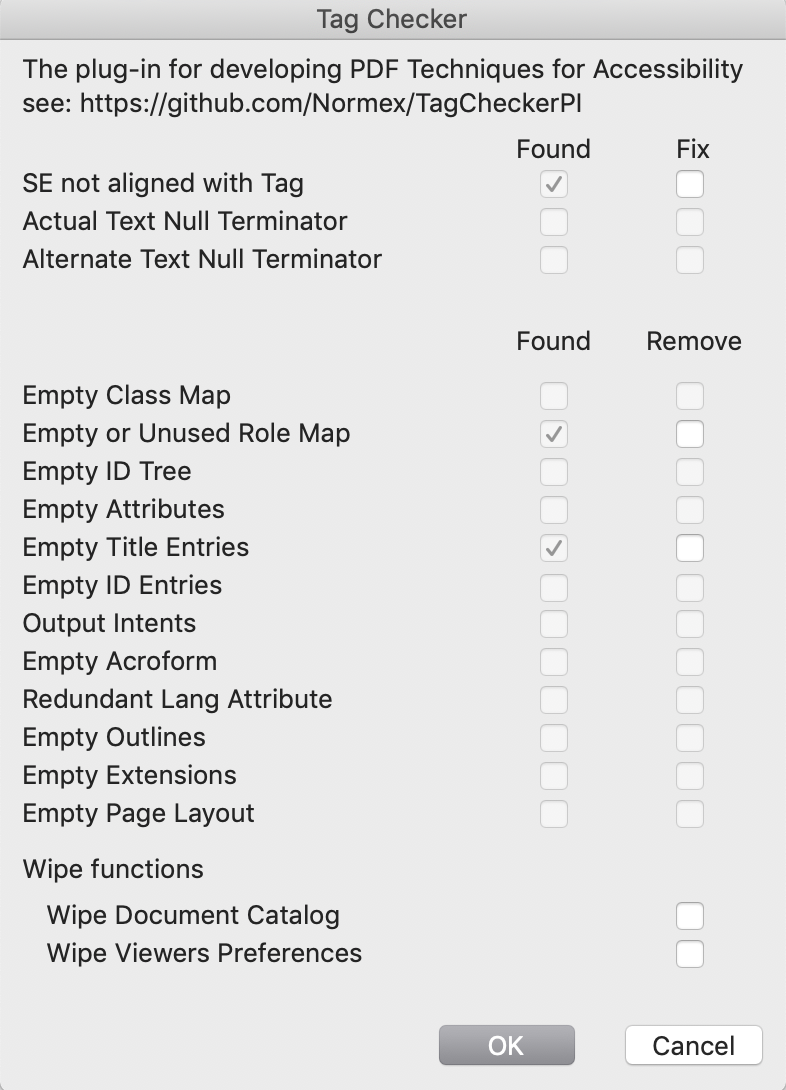 Tag Checker
The plug-in for developing PDF Techniques for Accessibility
see: https://github.com/Normex/TagCheckerPI
Found Fix
SE not aligned with Tag
Actual Text Null Terminator
Alternate Text Null Terminator
Found Remove
Empty Class Map
Empty or Unused Role Map
Empty ID Tree
Empty Attributes
Empty Title Entries
Empty ID Entries
Output Intents
Empty Acroform
Redundant Lang Attribute
Empty Outlines
Empty Extensions
Empty Page Layout
Wipe functions
Wipe Document Catalog
Wipe Viewers Preferences
OK Cancel